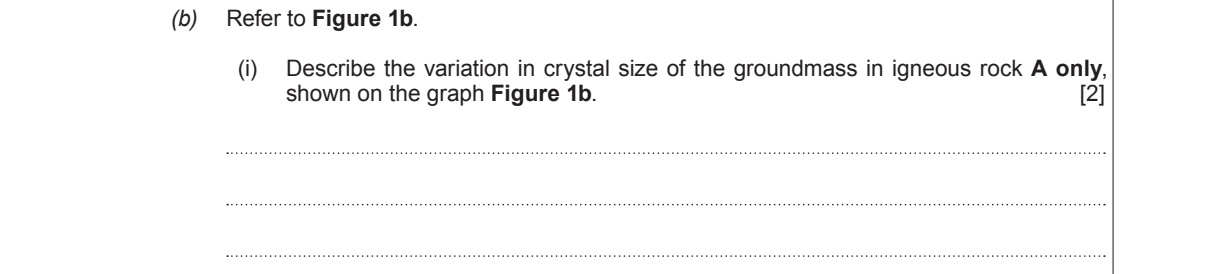 (b) Refer to Figure 1b.
(i) Describe the variation in crystal size of the groundmass in igneous rock A only,
shown on the graph Figure 1b. [2]